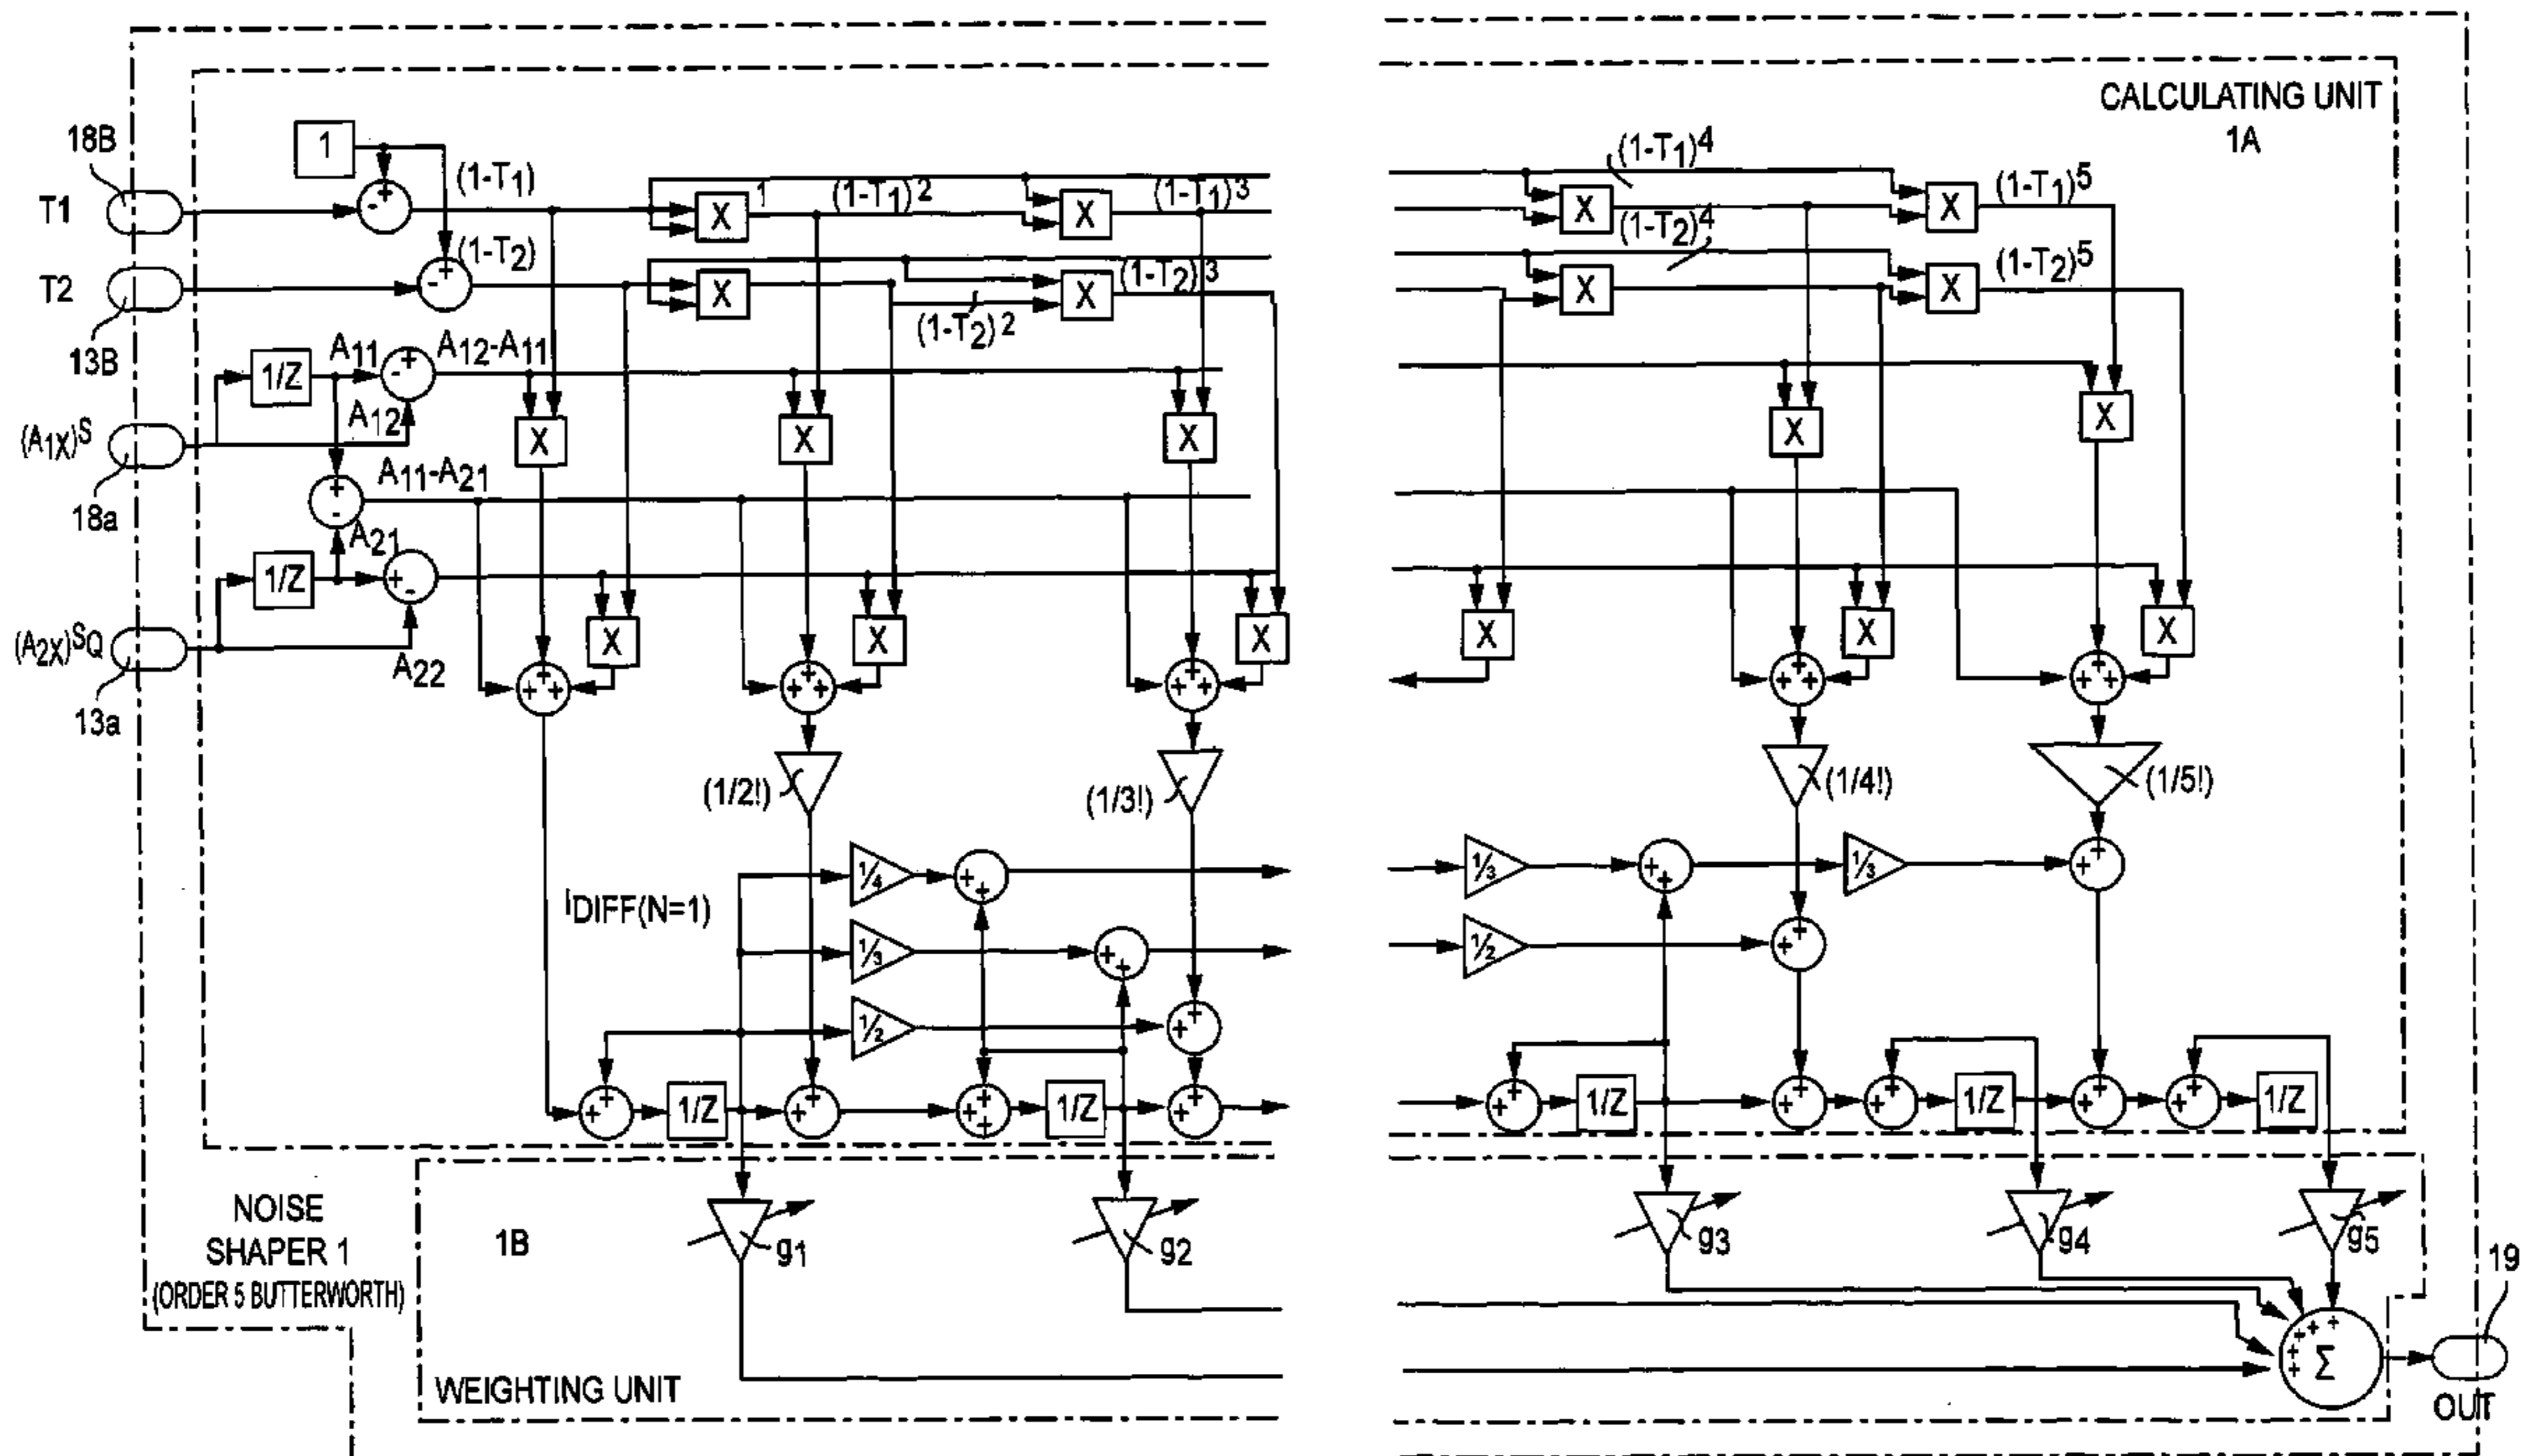 CALCULATING UNIT
1A
18B
1
T1
(1-T1)
1
(1-T1)2
(1-T1)3
(1-T1)4
(1-T1)5
X
X
X
X
(1-T2)
T2
13B
X
(1-T2)2
X
(1-T2)3
(1-T2)4
X
X
(1-T2)5
1/Z
A11
A12-A11
A12
(A1X)S
18a
X
X
X
X
X
A11-A21
A21
1/Z
(A2X)SQ
13a
A22
X
X
X
X
X
X
(1/2!)
(1/3!)
(1/4!)
(1/5!)
IDIFF(N=1)
1/4
1/3
1/2
1/3
1/3
1/2
1/Z
1/Z
1/Z
1/Z
1/Z
NOISE
SHAPER 1
(ORDER 5 BUTTERWORTH)
1B
g1
g2
g3
g4
g5
19
Σ
OUT
WEIGHTING UNIT